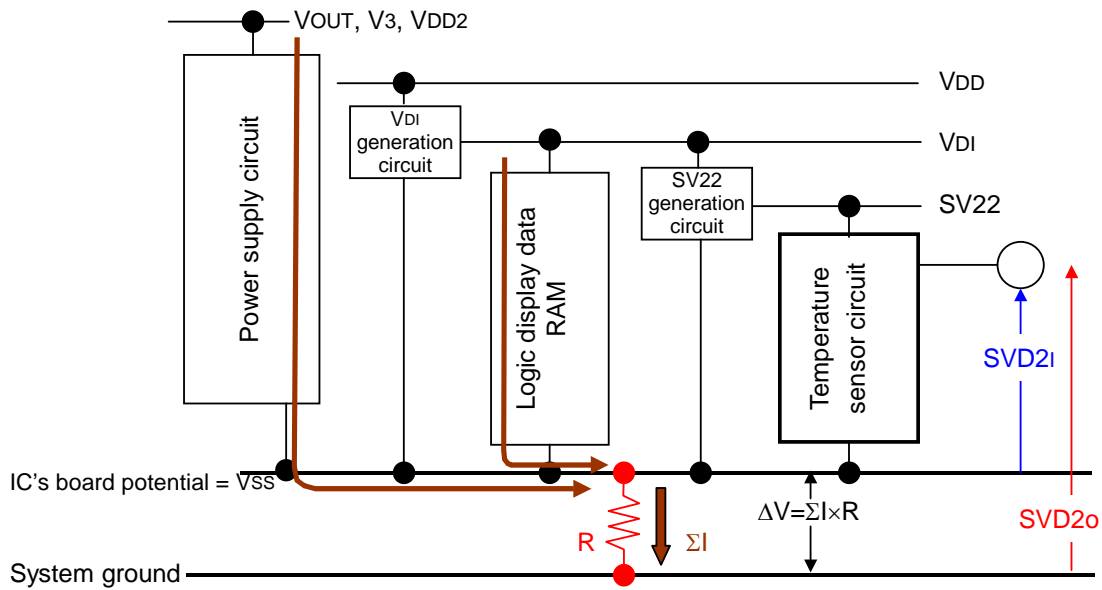 VOUT, V3, VDD2
VDD
VDI
generation
circuit
VDI
SV22
generation
circuit
SV22
Power supply circuit
Logic display data
RAM
Temperature
sensor circuit
SVD2I
IC's board potential = VSS
ΔV=ΣI×R
SVD2O
R
ΣI
System ground